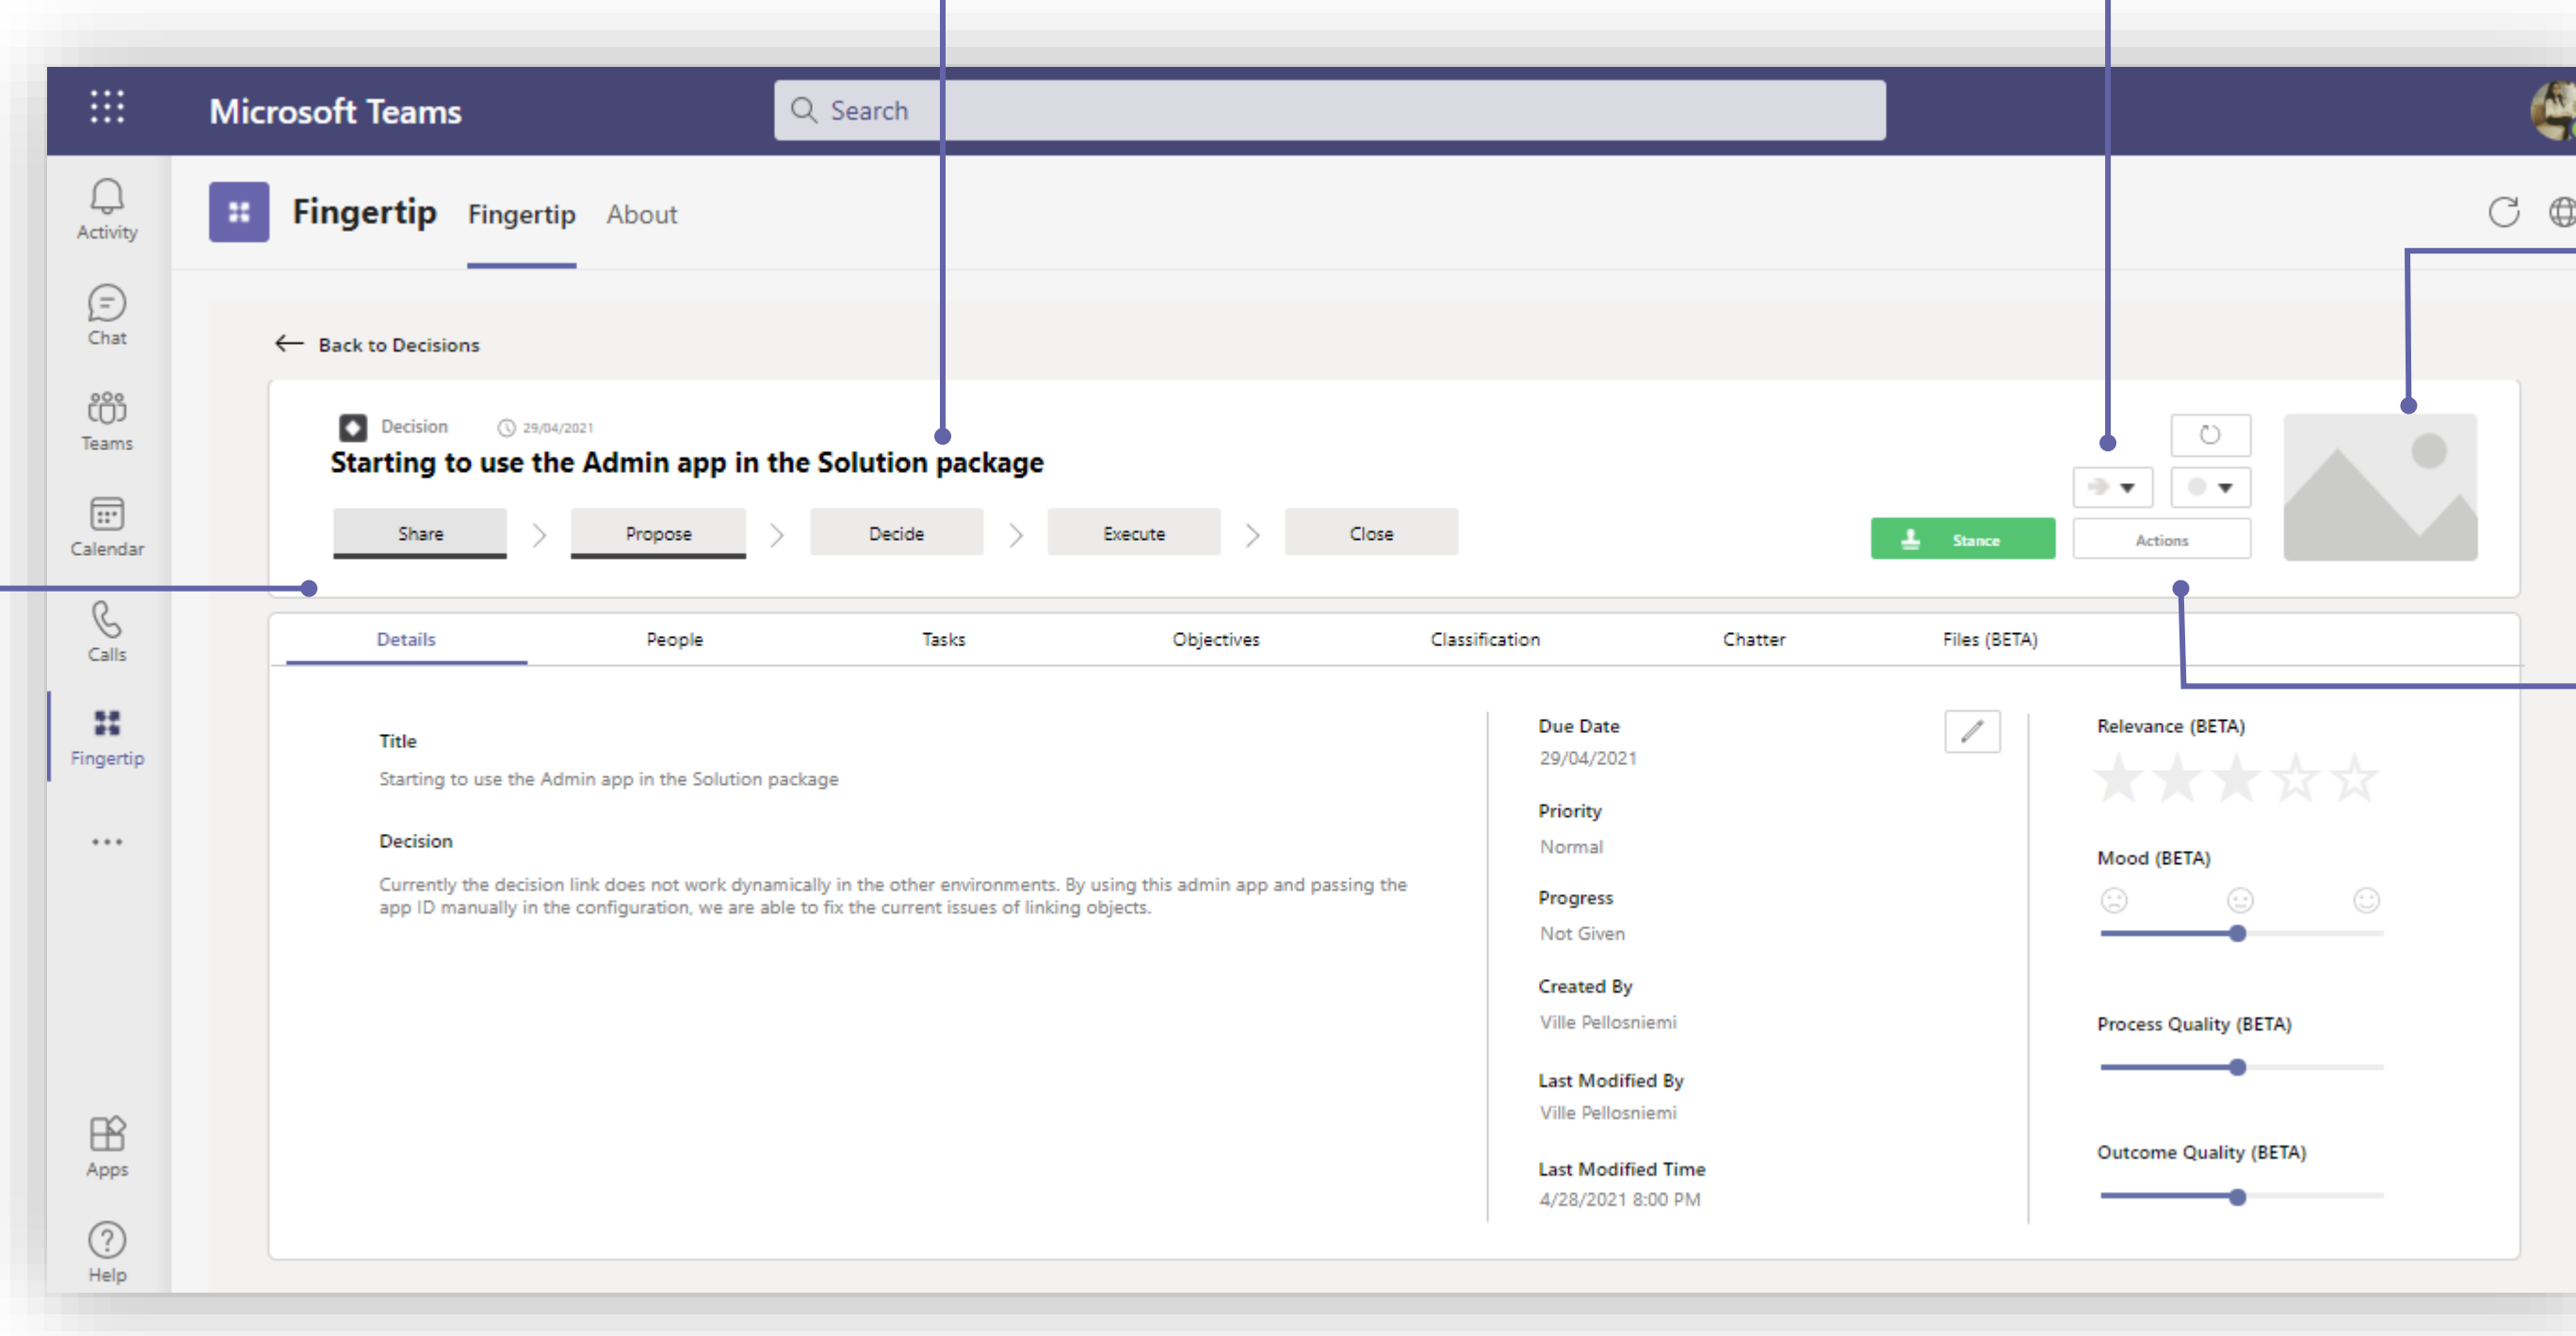 Microsoft Teams
Search
Activity
Chat
Teams
Calendar
Calls
Fingertip
Apps
Help
Fingertip
Fingertip
About
Back to Decisions
Decision
29/04/2021
Starting to use the Admin app in the Solution package
Share
Propose
Decide
Execute
Close
Stance
Actions
Details
People
Tasks
Objectives
Classification
Chatter
Files (BETA)
Title
Starting to use the Admin app in the Solution package
Decision
Currently the decision link does not work dynamically in the other environments. By using this admin app and passing the
app ID manually in the configuration, we are able to fix the current issues of linking objects.
Due Date
29/04/2021
Priority
Normal
Progress
Not Given
Created By
Ville Pellosniemi
Last Modified By
Ville Pellosniemi
Last Modified Time
4/28/2021 8:00 PM
Relevance (BETA)
Mood (BETA)
Process Quality (BETA)
Outcome Quality (BETA)